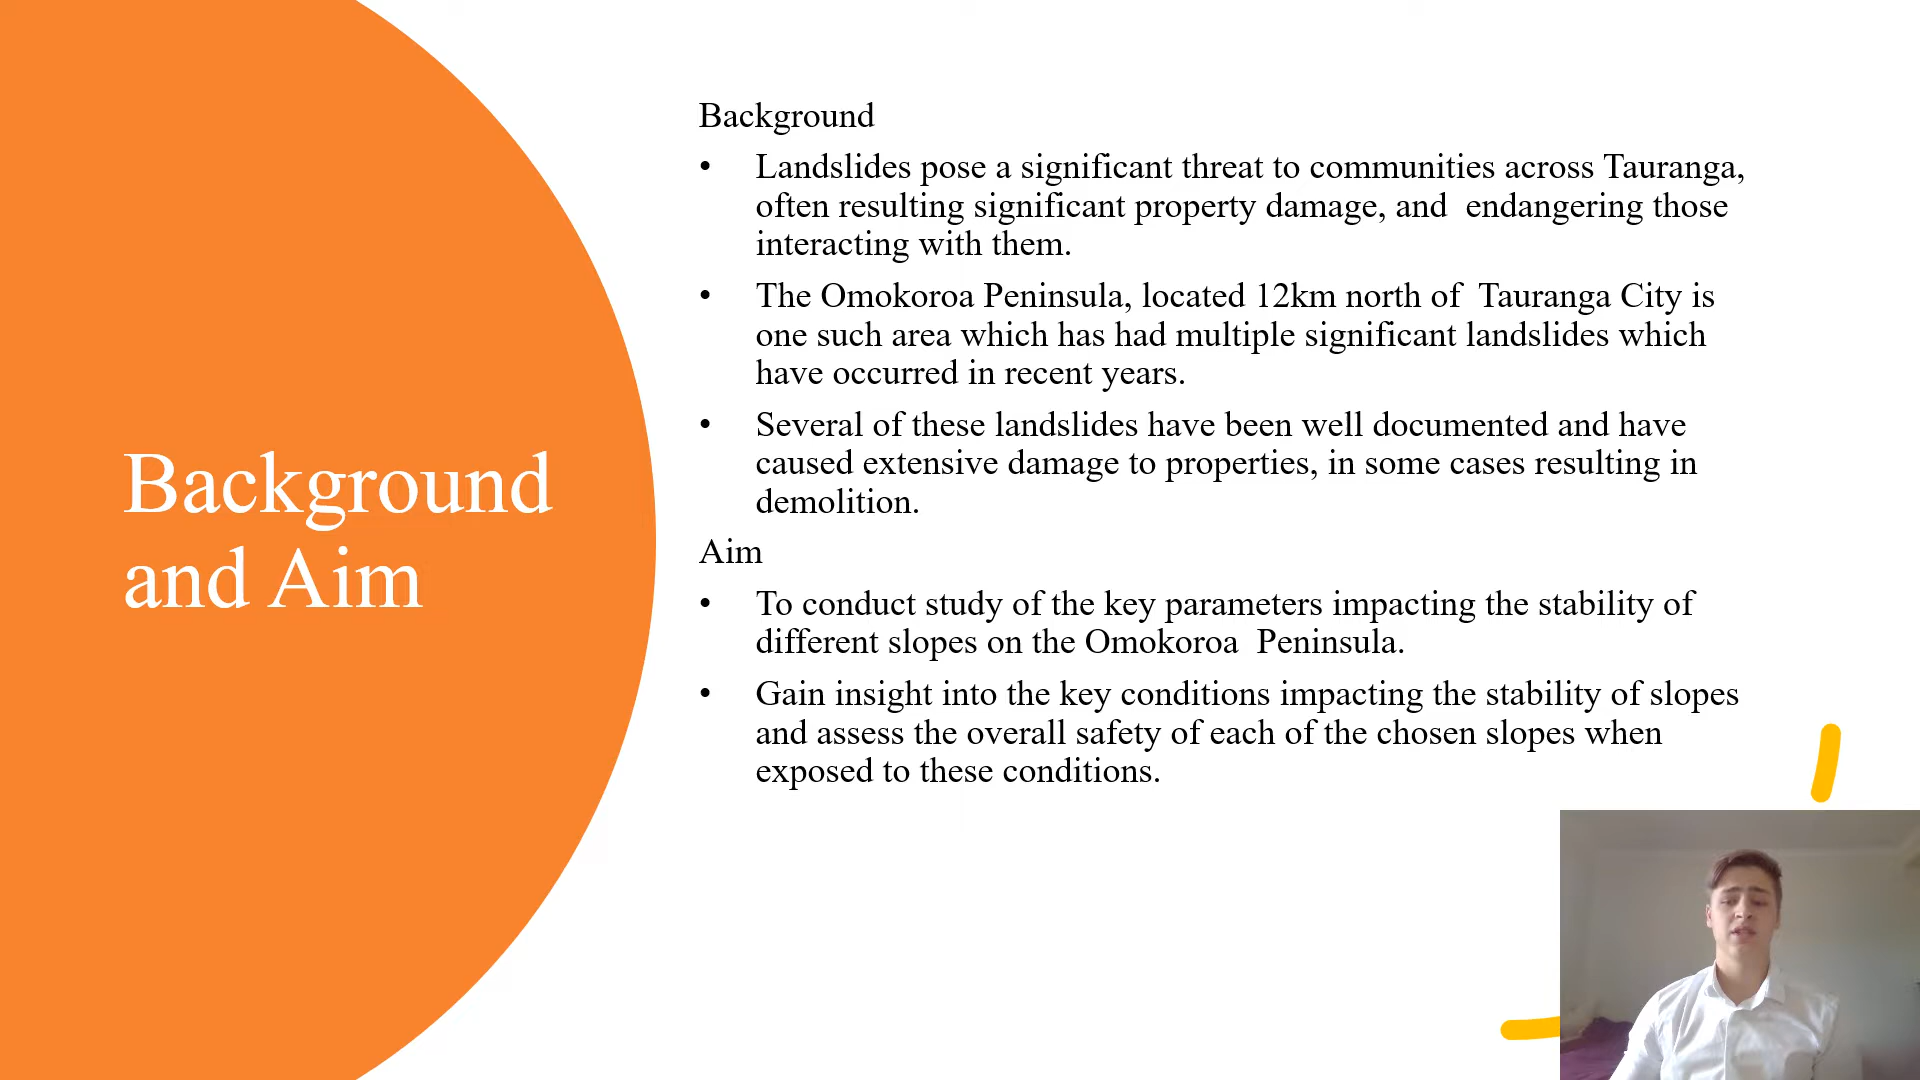 Background
and Aim
Background
• Landslides pose a significant threat to communities across Tauranga,
often resulting significant property damage, and  endangering those
interacting with them.
• The Omokoroa Peninsula, located 12km north of  Tauranga City is
one such area which has had multiple significant landslides which
have occurred in recent years.
• Several of these landslides have been well documented and have
caused extensive damage to properties, in some cases resulting in
demolition.
Aim
• To conduct study of the key parameters impacting the stability of
different slopes on the Omokoroa  Peninsula.
• Gain insight into the key conditions impacting the stability of slopes
and assess the overall safety of each of the chosen slopes when
exposed to these conditions.